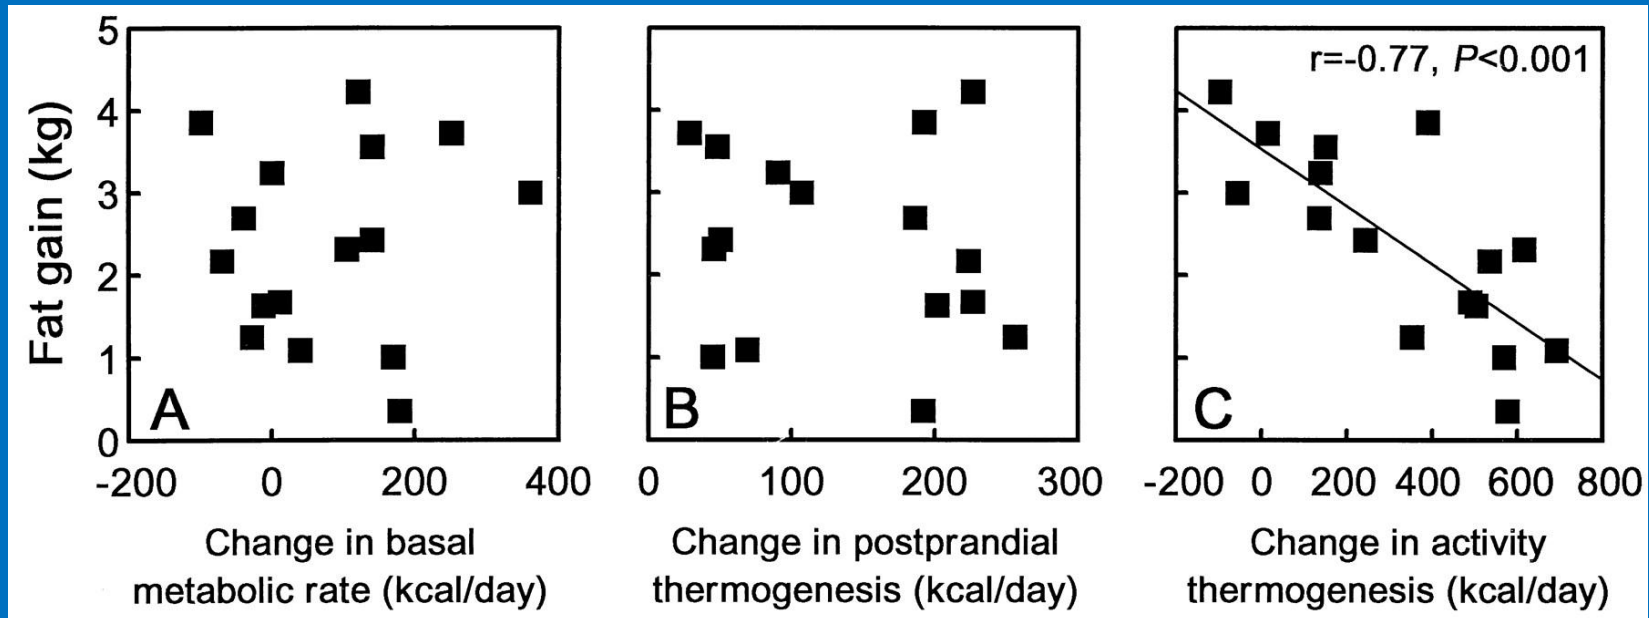 Fat gain (kg)
5
4
3
2
1
0
A
-200 0 200 400
Change in basal
metabolic rate (kcal/day)
B
0 100 200 300
Change in postprandial
thermogenesis (kcal/day)
r=-0.77, P<0.001
C
-200 0 200 400 600 800
Change in activity
thermogenesis (kcal/day)